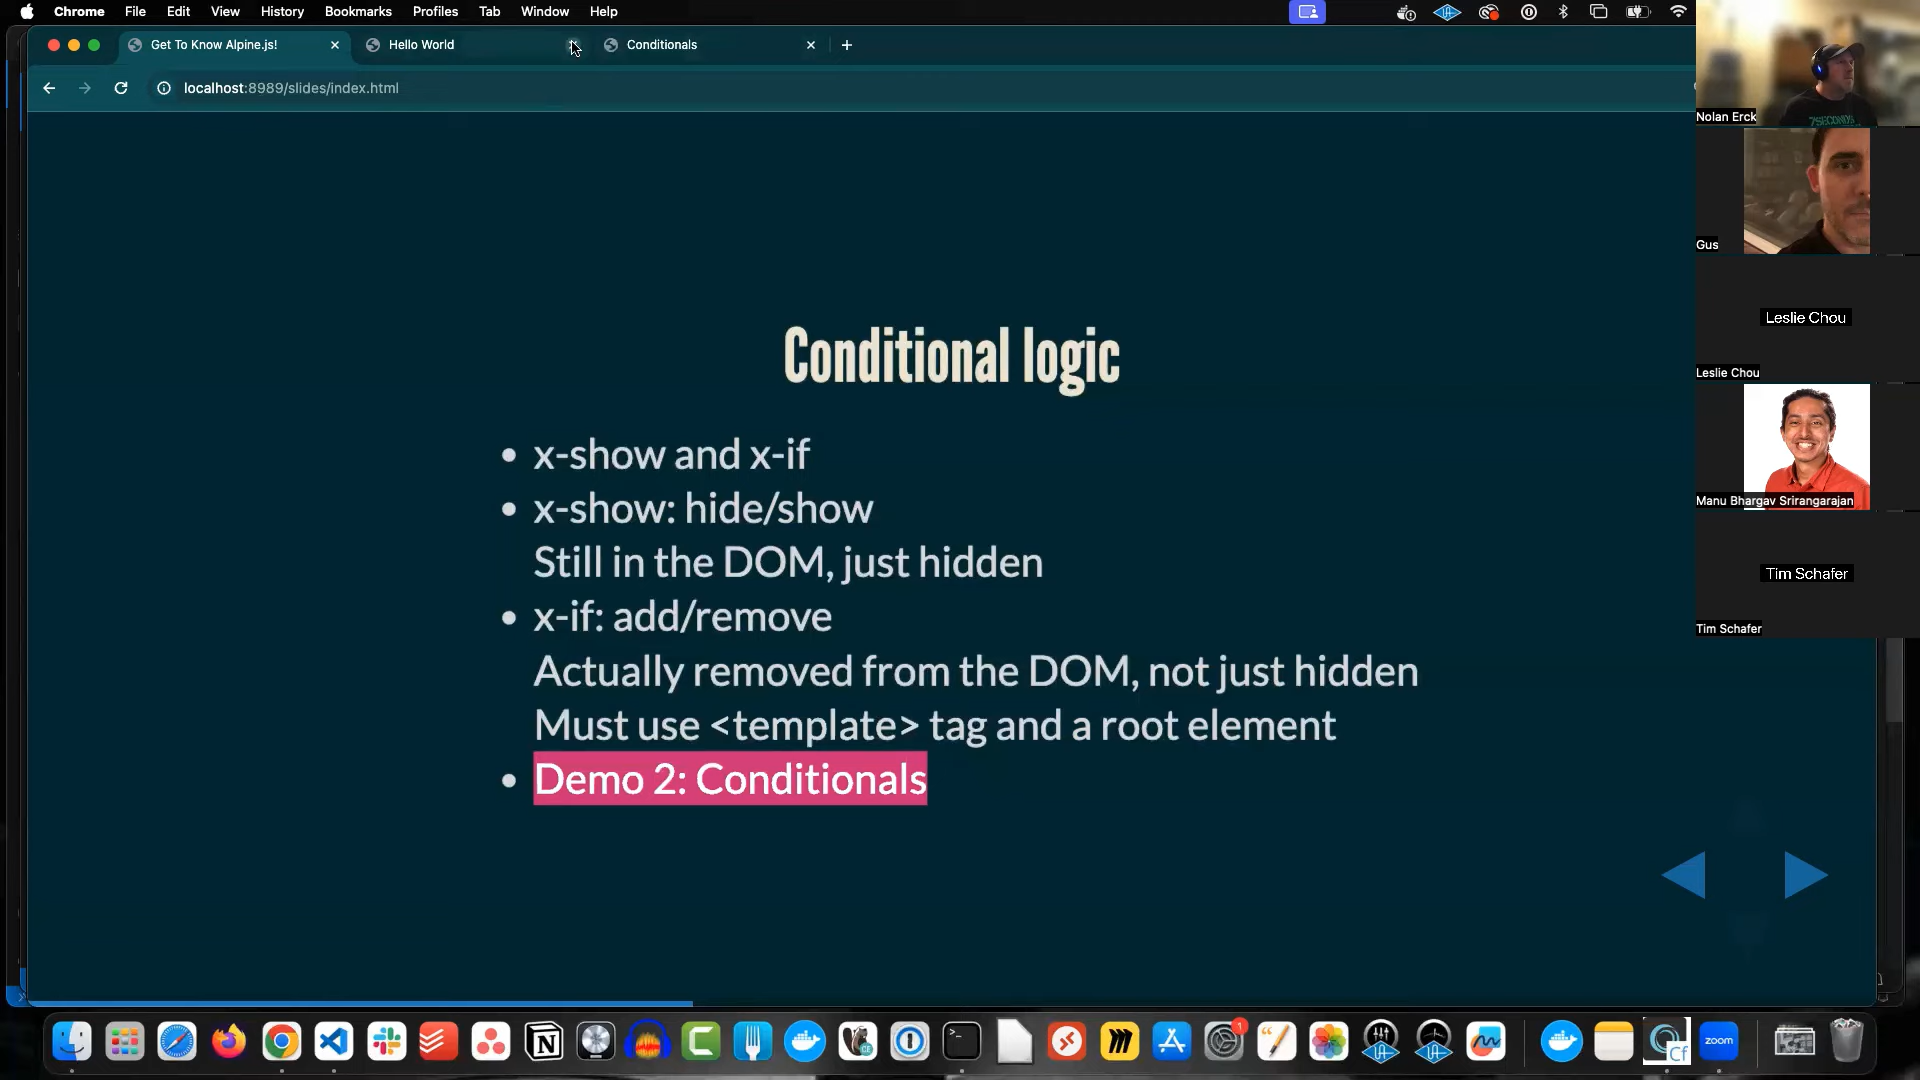 Chrome File Edit View History Bookmarks Profiles Tab Window Help
Get To Know Alpine.js!
Hello World
Conditionals
localhost:8989/slides/index.html
Conditional logic
x-show and x-if
x-show: hide/show
Still in the DOM, just hidden
x-if: add/remove
Actually removed from the DOM, not just hidden
Must use <template> tag and a root element
Demo 2: Conditionals
7SECONDS
Nolan Erck
Gus
Leslie Chou
Leslie Chou
Manu Bhargav Srirangarajan
Tim Schafer
Tim Schafer
1
Cf
zoom